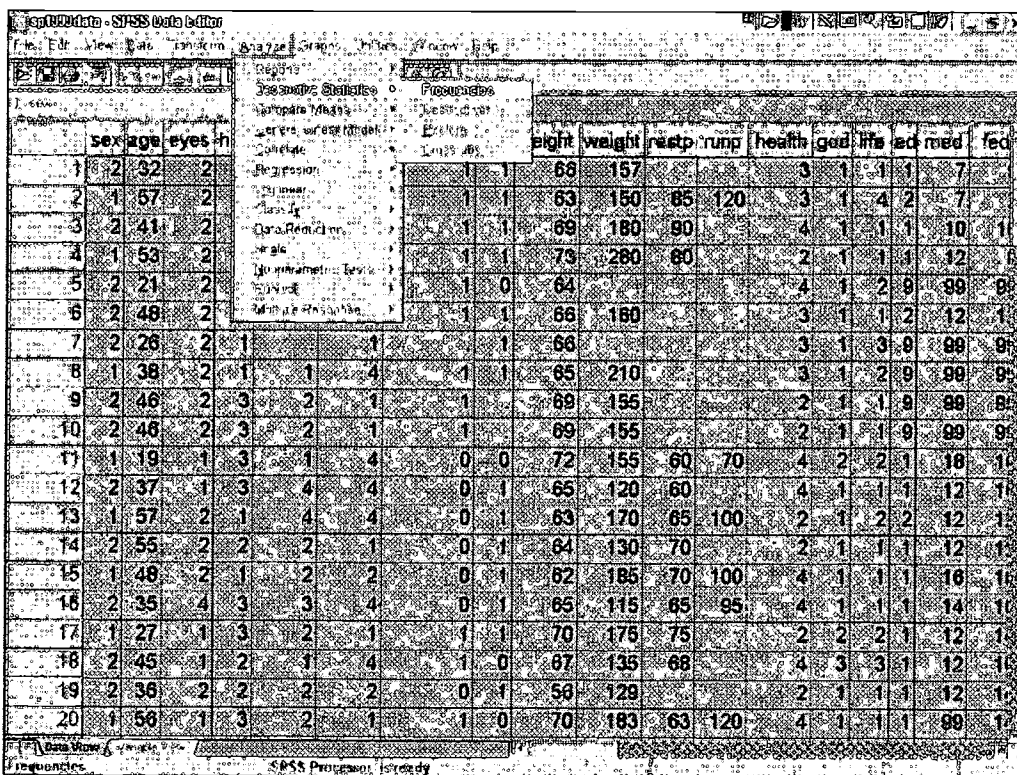 data - SPSS Data Editor
File Edit View Data Transform Analyze Graphs Utilities Window Help
Reports
Descriptive Statistics Frequencies
Compare Means
General Linear Model Explore
Correlate Crosstabs
Regression
Loglinear
Classify
Data Reduction
Scale
Nonparametric Tests
Survival
Multiple Response
sex age eyes h eight weight restp runp health god life ed med fed
1 2 32 2 1 1 66 157 3 1 1 1 7
2 1 57 2 1 1 63 150 85 120 3 1 4 2 7
3 2 41 2 1 1 69 180 90 4 1 1 1 10
4 1 53 2 1 1 73 280 80 2 1 1 1 12
5 2 21 2 1 0 64 4 1 2 9 99
6 2 48 2 1 1 66 160 3 1 1 2 12
7 2 26 2 1 1 1 66 3 1 3 9 99
8 1 38 2 1 1 4 1 1 65 210 3 1 2 9 99
9 2 46 2 3 2 1 1 69 155 2 1 1 9 99
10 2 46 2 3 2 1 1 69 155 2 1 1 9 99
11 1 19 1 3 1 4 0 0 72 155 60 70 4 2 2 1 16
12 2 37 1 3 4 4 0 1 65 120 60 4 1 1 1 12
13 1 57 2 1 4 4 0 1 63 170 65 100 2 1 2 2 12
14 2 55 2 2 2 1 0 1 64 130 70 2 1 1 1 12
15 1 48 2 1 2 2 0 1 62 185 70 100 4 1 1 1 16
16 2 35 4 3 3 4 0 1 65 115 65 95 4 1 1 1 14
17 1 27 1 3 2 1 1 1 70 175 75 2 2 2 1 12
18 2 45 1 2 1 4 1 0 67 135 68 4 3 3 1 12
19 2 36 2 2 2 2 0 1 56 129 2 1 1 1 12
20 1 56 1 3 2 1 1 0 70 183 63 120 4 1 1 1 99
Data View Variable View
Frequencies SPSS Processor is ready